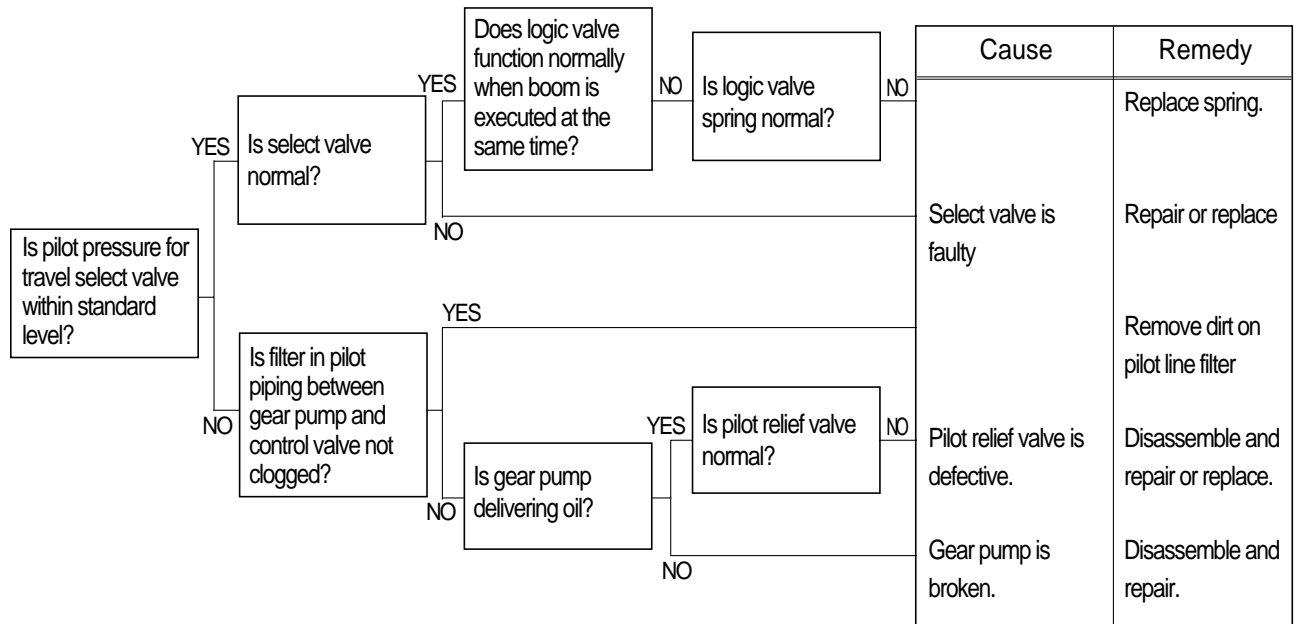 Does logic valve
function normally
when boom is
executed at the
same time?
YES
NO
Is logic valve
spring normal?
NO
Cause
Remedy
Replace spring.
YES
Is select valve
normal?
NO
Select valve is
faulty
Repair or replace
Is pilot pressure for
travel select valve
within standard
level?
YES
Remove dirt on
pilot line filter
NO
Is filter in pilot
piping between
gear pump and
control valve not
clogged?
YES
Is pilot relief valve
normal?
NO
Pilot relief valve is
defective.
Disassemble and
repair or replace.
NO
Is gear pump
delivering oil?
NO
Gear pump is
broken.
Disassemble and
repair.